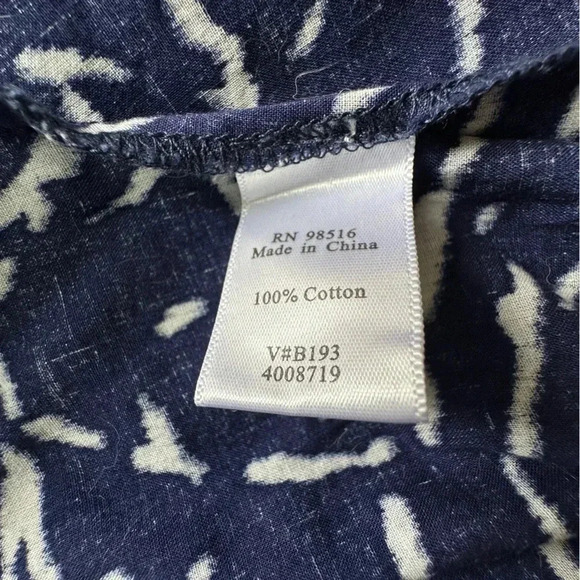 RN 98516
Made in China
100% Cotton
V#B193
4008719